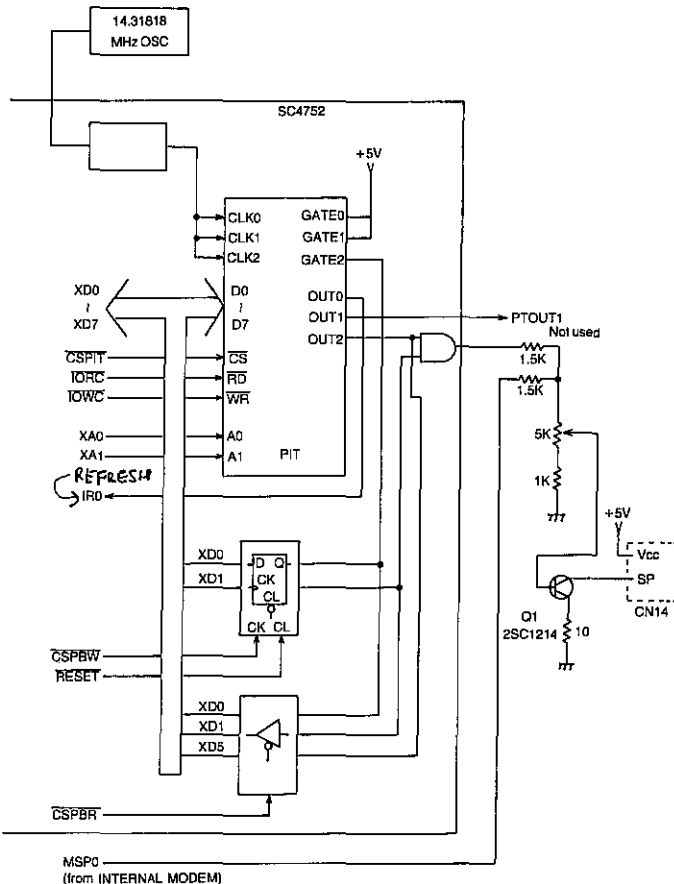 14.31818
MHz OSC
SC4752
+5V
CLK0 GATE0
CLK1 GATE1
CLK2 GATE2
XD0 D0 OUT0
~ ~ OUT1 PTOUT1
XD7 D7 OUT2 Not used
CSPIT CS 1.5K
IORC RD 1.5K
IOWC WR
XA0 A0 5K
XA1 A1 PIT
REFRESH
IR0 1K
+5V
XD0 D Q Vcc
XD1 CK SP
CL CN14
CK CL Q1
CSPBW 2SC1214 10
RESET
XD0
XD1
XD5
CSPBR
MSP0
(from INTERNAL MODEM)